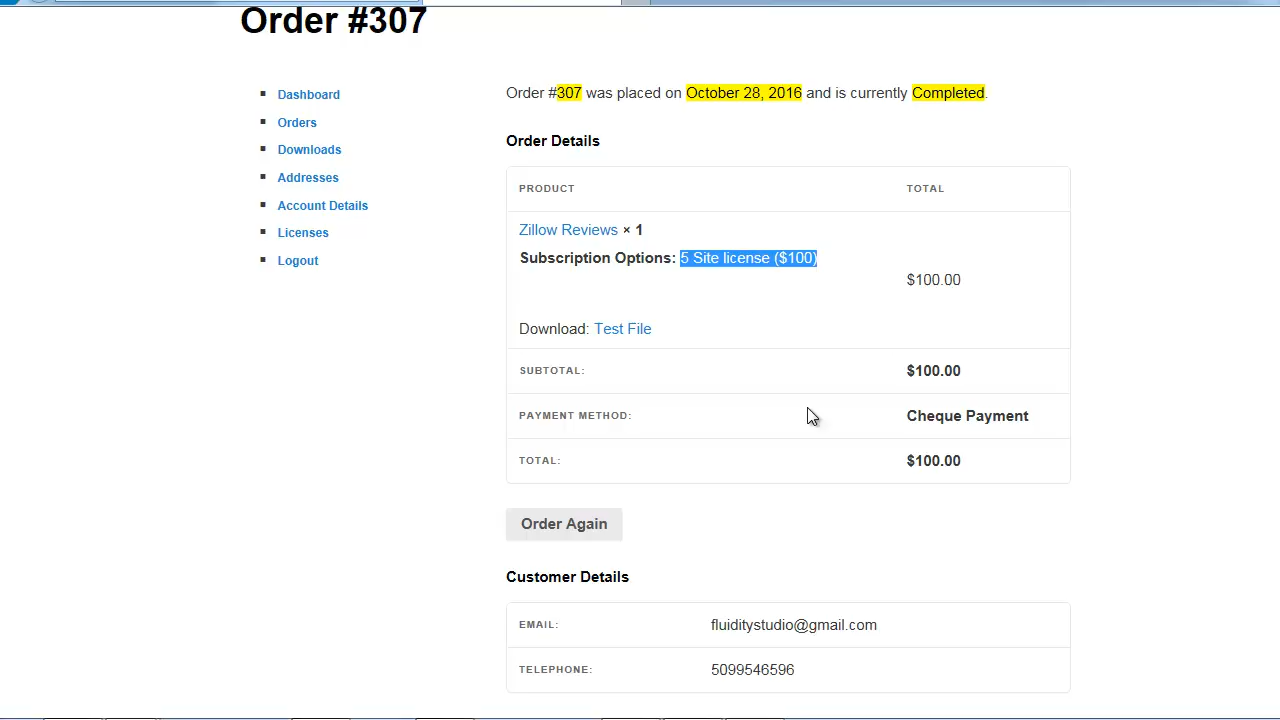 Order #307
Dashboard
Orders
Downloads
Addresses
Account Details
Licenses
Logout
Order #307 was placed on October 28, 2016 and is currently Completed.
Order Details
PRODUCT TOTAL
Zillow Reviews × 1
Subscription Options: 5 Site license ($100)
$100.00
Download: Test File
SUBTOTAL: $100.00
PAYMENT METHOD: Cheque Payment
TOTAL: $100.00
Order Again
Customer Details
EMAIL: fluiditystudio@gmail.com
TELEPHONE: 5099546596